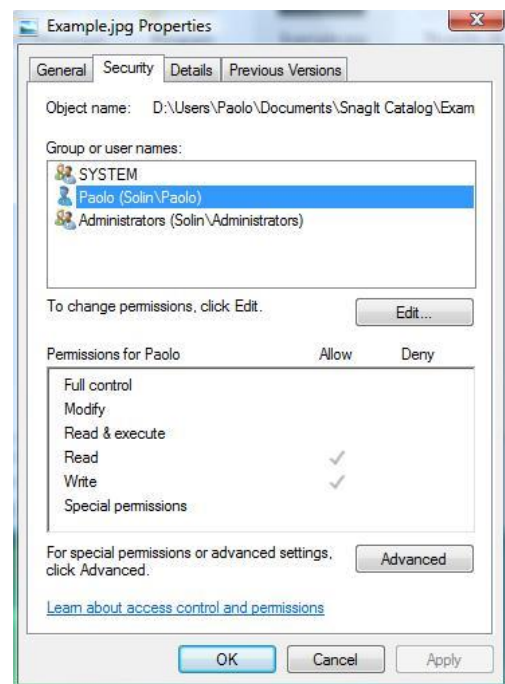 Example.jpg Properties
General Security Details Previous Versions
Object name: D:\Users\Paolo\Documents\SnagIt Catalog\Exam
Group or user names:
SYSTEM
Paolo (Solin\Paolo)
Administrators (Solin\Administrators)
To change permissions, click Edit.
Edit...
Permissions for Paolo Allow Deny
Full control
Modify
Read & execute
Read
Write
Special permissions
For special permissions or advanced settings,
click Advanced.
Advanced
Learn about access control and permissions
OK Cancel Apply